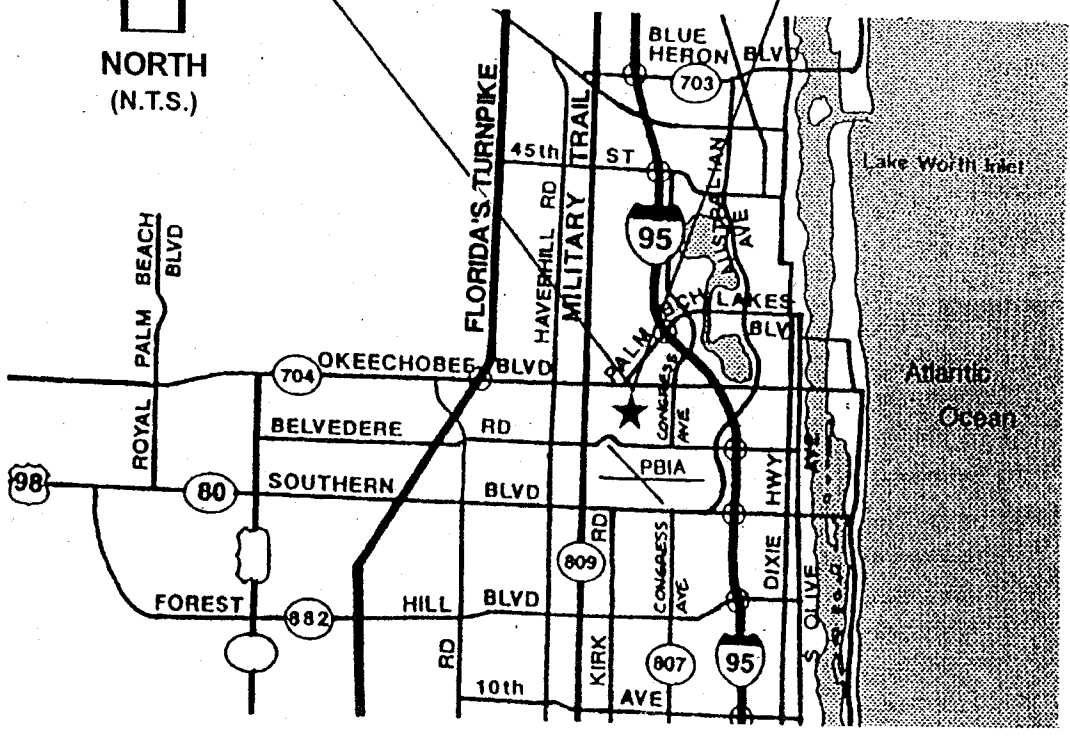 NORTH
(N.T.S.)
BLUE
HERON BLVD
703
FLORIDA'S TURNPIKE
MILITARY TRAIL
45th ST
HAVERHILL RD
AUSTRALIAN
AVE
Lake Worth Inlet
95
ROYAL PALM BEACH
BLVD
PALM BCH LAKES
BLV
704
OKEECHOBEE BLVD
CONGRESS
AVE
Atlantic
Ocean
BELVEDERE RD
PBIA
98
80
SOUTHERN BLVD
DIXIE HWY
S OLIVE AVE
809
KIRK RD
CONGRESS
AVE
FOREST HILL BLVD
882
RD
807
95
10th AVE